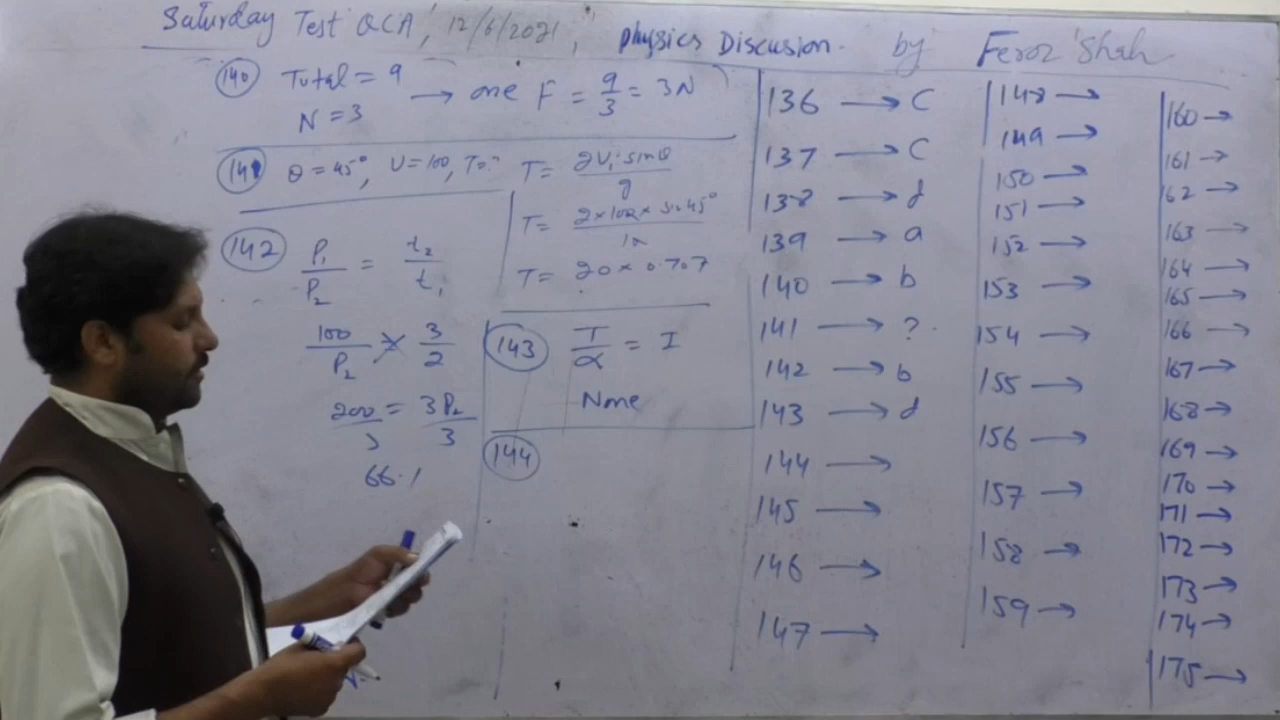 Saturday Test QCA, 12/6/2021, physics Discusion. by Feroz Shah
(140) Total = 9
N = 3
→ one F = 9/3 = 3N
(141) θ = 45°, U = 100, T = ?
T = 2Vi sinθ / g
T = 2×100×sin45° / 10
T = 20 × 0.707
(142) P1/P2 = t2/t1
100/P2 × 3/2
200/3 = 3P2/3
66.1
(143) T/α = I
None
(144)
136 → C
137 → C
138 → d
139 → a
140 → b
141 → ?
142 → b
143 → d
144 →
145 →
146 →
147 →
148 →
149 →
150 →
151 →
152 →
153 →
154 →
155 →
156 →
157 →
158 →
159 →
160 →
161 →
162 →
163 →
164 →
165 →
166 →
167 →
168 →
169 →
170 →
171 →
172 →
173 →
174 →
175 →